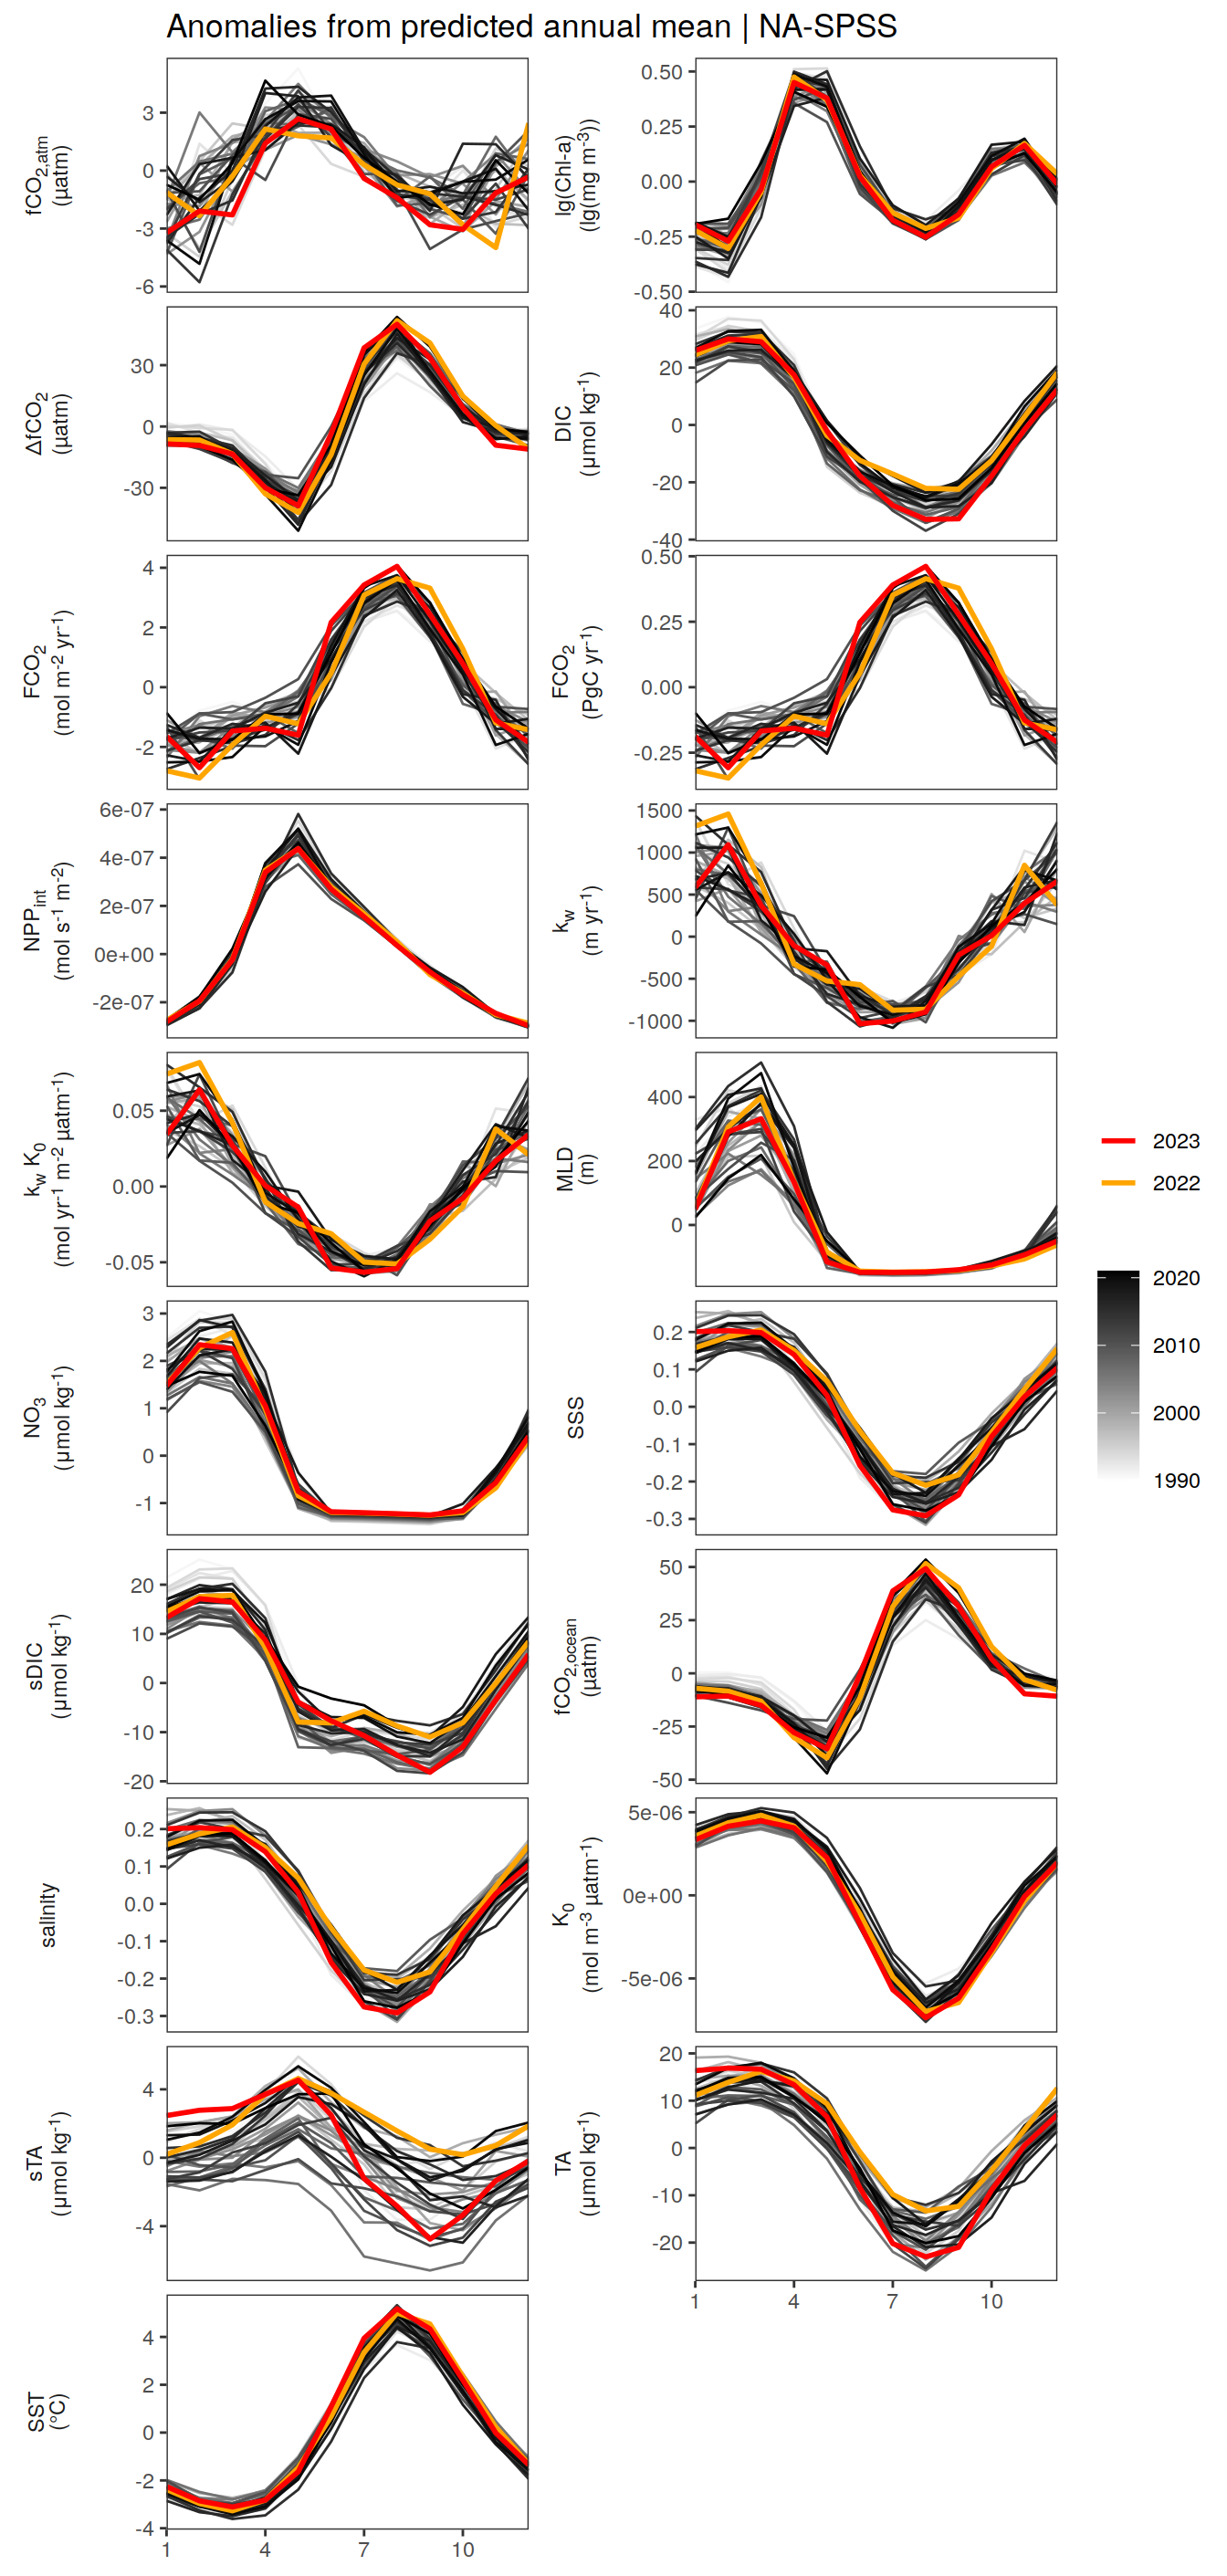 Anomalies from predicted annual mean | NA-SPSS
fCO2,atm
(µatm)
3
0
-3
-6
lg(Chl-a)
(lg(mg m-3))
0.50
0.25
0.00
-0.25
-0.50
ΔfCO2
(µatm)
30
0
-30
DIC
(µmol kg-1)
40
20
0
-20
-40
FCO2
(mol m-2 yr-1)
4
2
0
-2
FCO2
(PgC yr-1)
0.50
0.25
0.00
-0.25
NPPint
(mol s-1 m-2)
6e-07
4e-07
2e-07
0e+00
-2e-07
kw
(m yr-1)
1500
1000
500
0
-500
-1000
kw K0
(mol yr-1 m-2 µatm-1)
0.05
0.00
-0.05
MLD
(m)
400
200
0
2023
2022
2020
2010
2000
1990
NO3
(µmol kg-1)
3
2
1
0
-1
SSS
0.2
0.1
0.0
-0.1
-0.2
-0.3
sDIC
(µmol kg-1)
20
10
0
-10
-20
fCO2,ocean
(µatm)
50
25
0
-25
-50
salinity
0.2
0.1
0.0
-0.1
-0.2
-0.3
K0
(mol m-3 µatm-1)
5e-06
0e+00
-5e-06
sTA
(µmol kg-1)
4
0
-4
TA
(µmol kg-1)
20
10
0
-10
-20
1 4 7 10
SST
(°C)
4
2
0
-2
-4
1 4 7 10